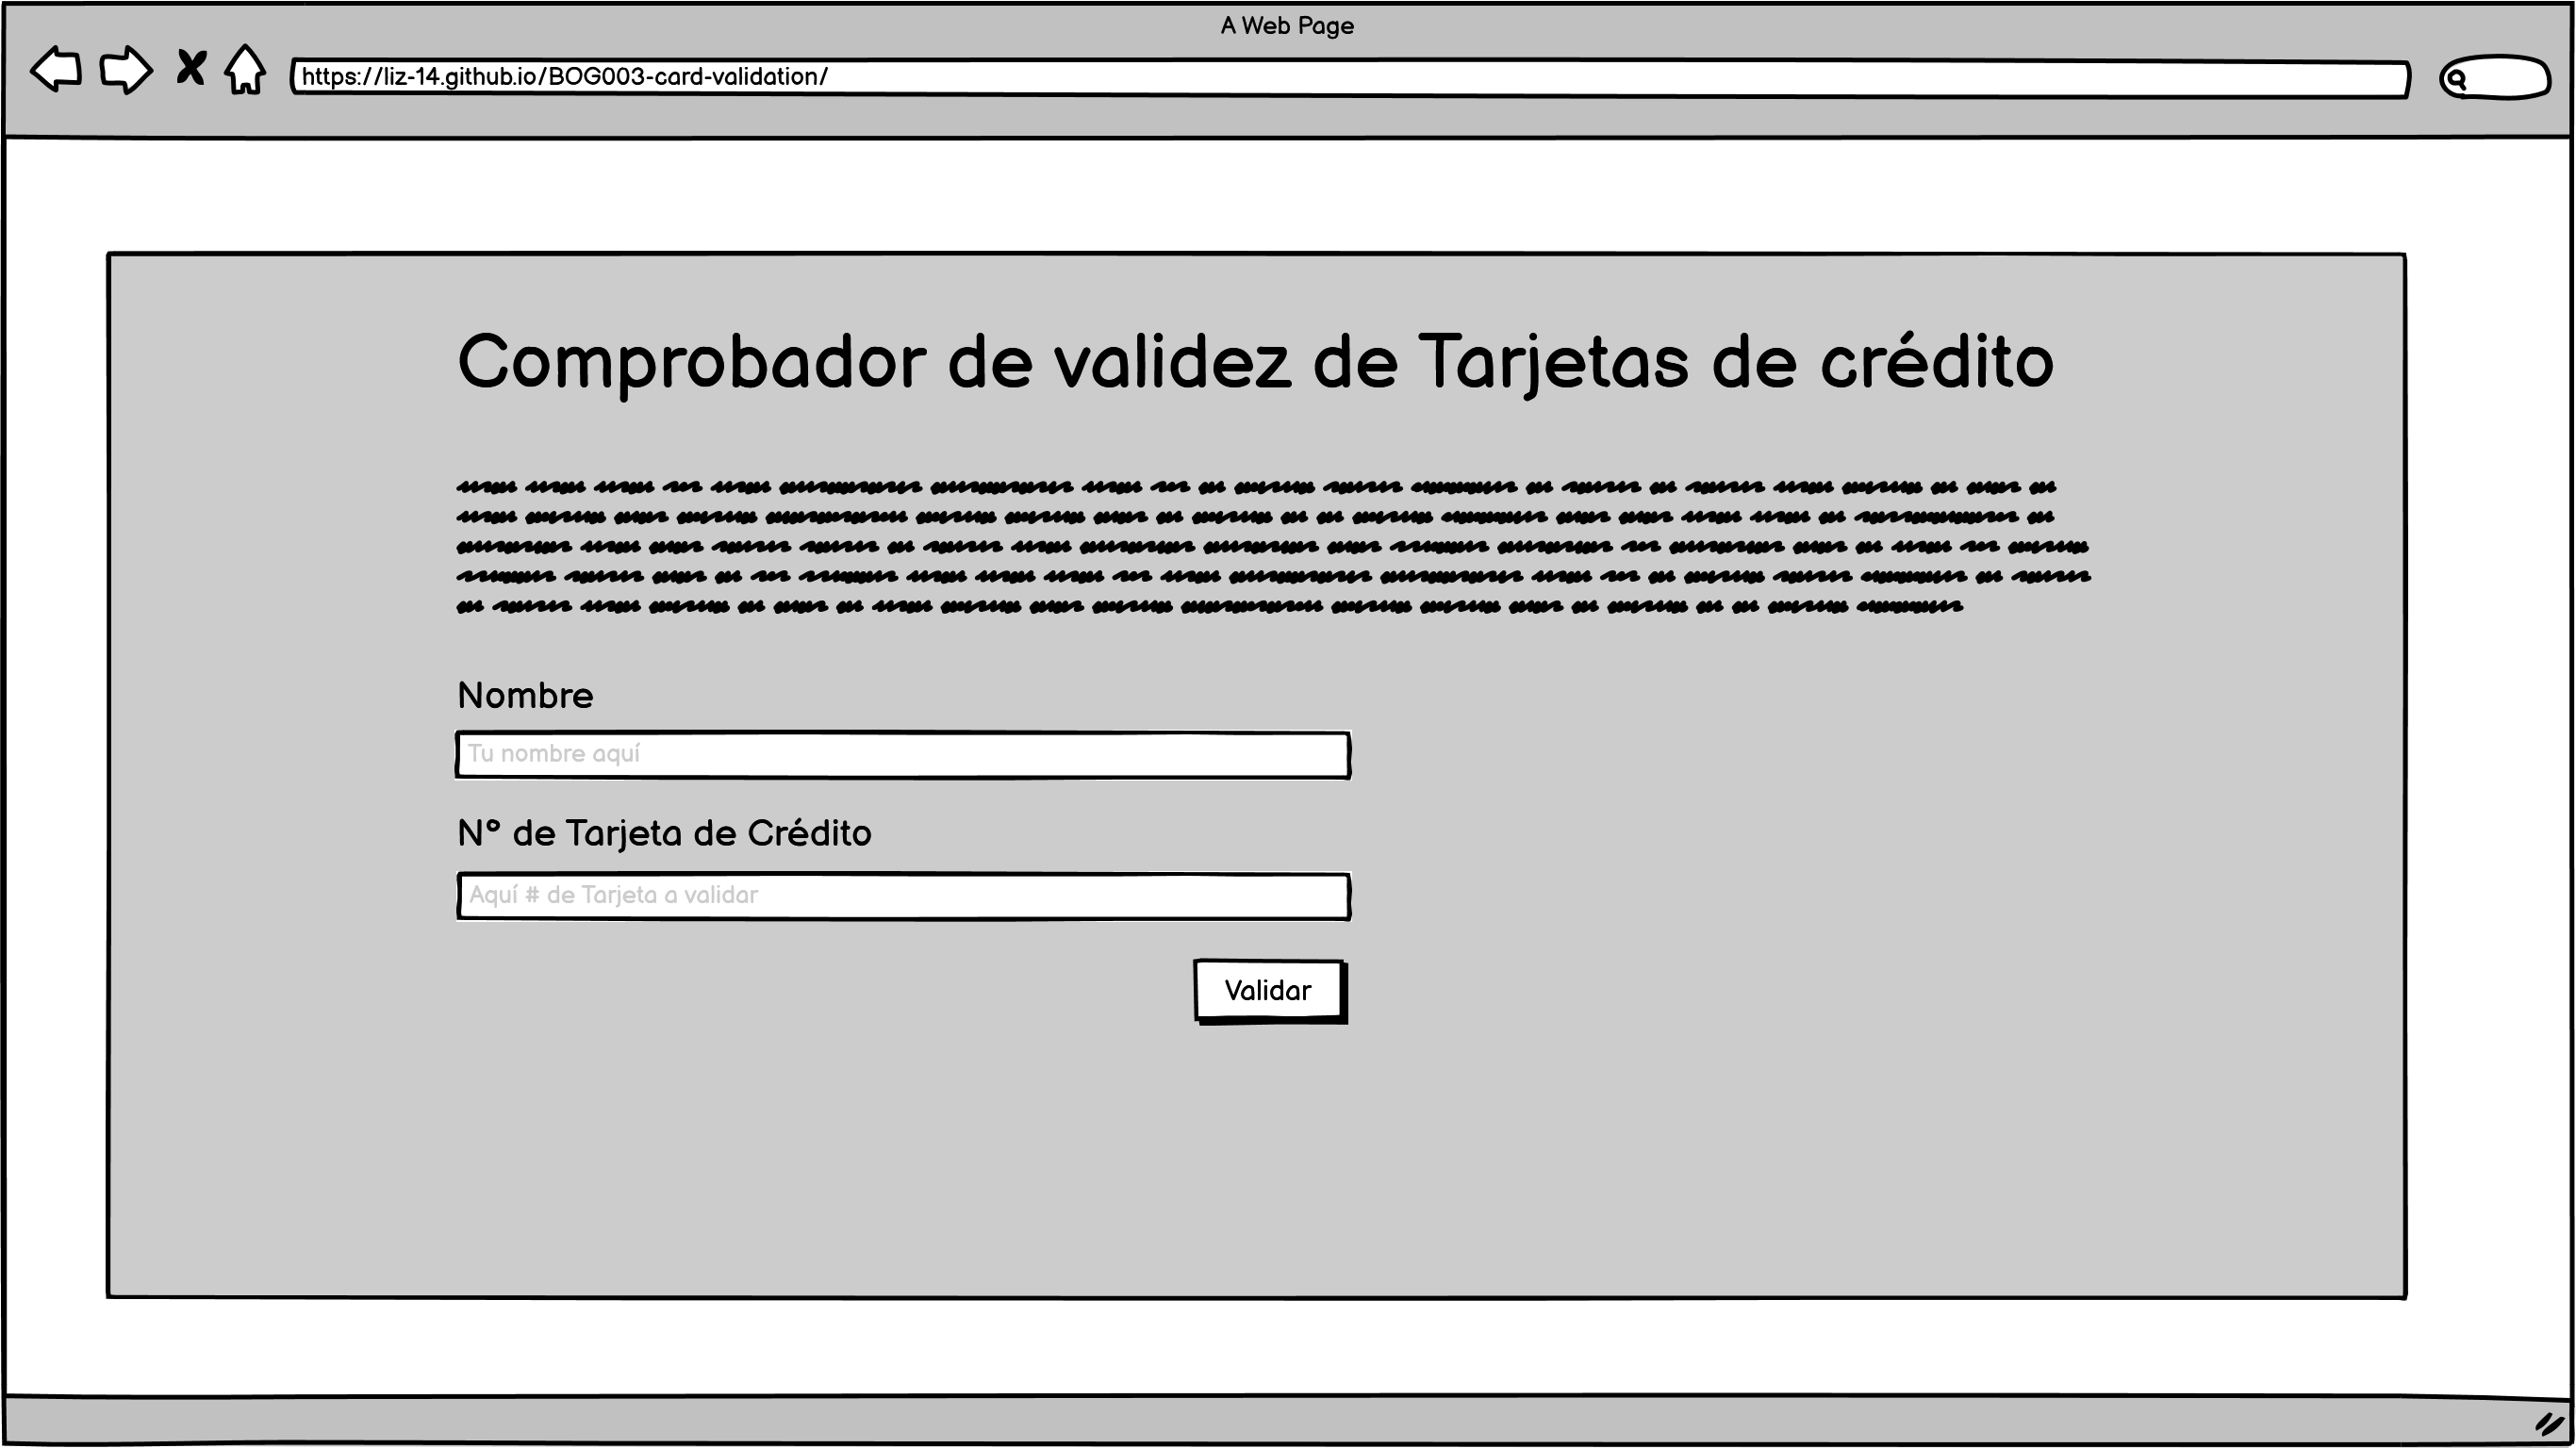 A Web Page
https://liz-14.github.io/BOG003-card-validation/
Comprobador de validez de Tarjetas de crédito
Nombre
Tu nombre aquí
N° de Tarjeta de Crédito
Aquí # de Tarjeta a validar
Validar